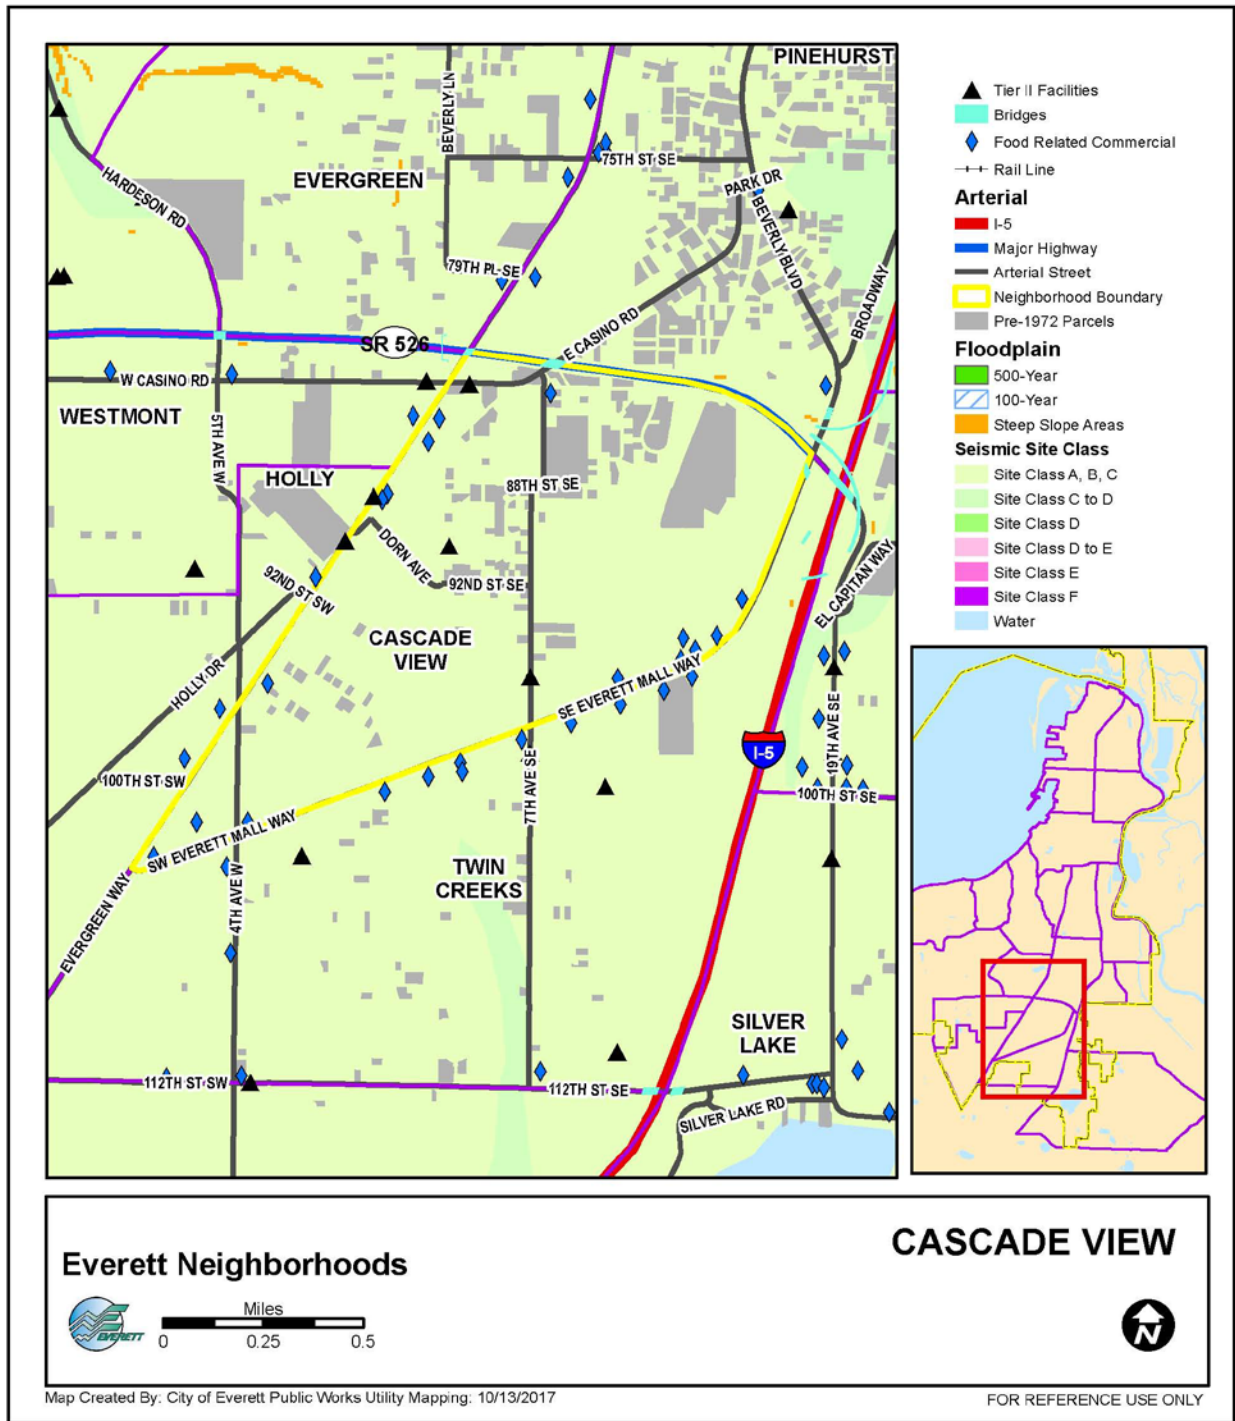 PINEHURST
BEVERLY LN
75TH ST SE
EVERGREEN
PARK DR
HARDESON RD
BEVERLY BLVD
79TH PL SE
BROADWAY
E CASINO RD
SR 526
W CASINO RD
WESTMONT
5TH AVE W
HOLLY
88TH ST SE
DORN AVE
92ND ST SW
92ND ST SE
EL CAPITAN WAY
CASCADE
VIEW
HOLLY DR
SE EVERETT MALL WAY
19TH AVE SE
I-5
100TH ST SW
7TH AVE SE
100TH ST SE
SW EVERETT MALL WAY
TWIN
CREEKS
4TH AVE W
EVERGREEN WAY
SILVER
LAKE
112TH ST SW
112TH ST SE
SILVER LAKE RD
Tier II Facilities
Bridges
Food Related Commercial
Rail Line
Arterial
I-5
Major Highway
Arterial Street
Neighborhood Boundary
Pre-1972 Parcels
Floodplain
500-Year
100-Year
Steep Slope Areas
Seismic Site Class
Site Class A, B, C
Site Class C to D
Site Class D
Site Class D to E
Site Class E
Site Class F
Water
CASCADE VIEW
Everett Neighborhoods
EVERETT
Miles
0 0.25 0.5
N
Map Created By: City of Everett Public Works Utility Mapping: 10/13/2017
FOR REFERENCE USE ONLY